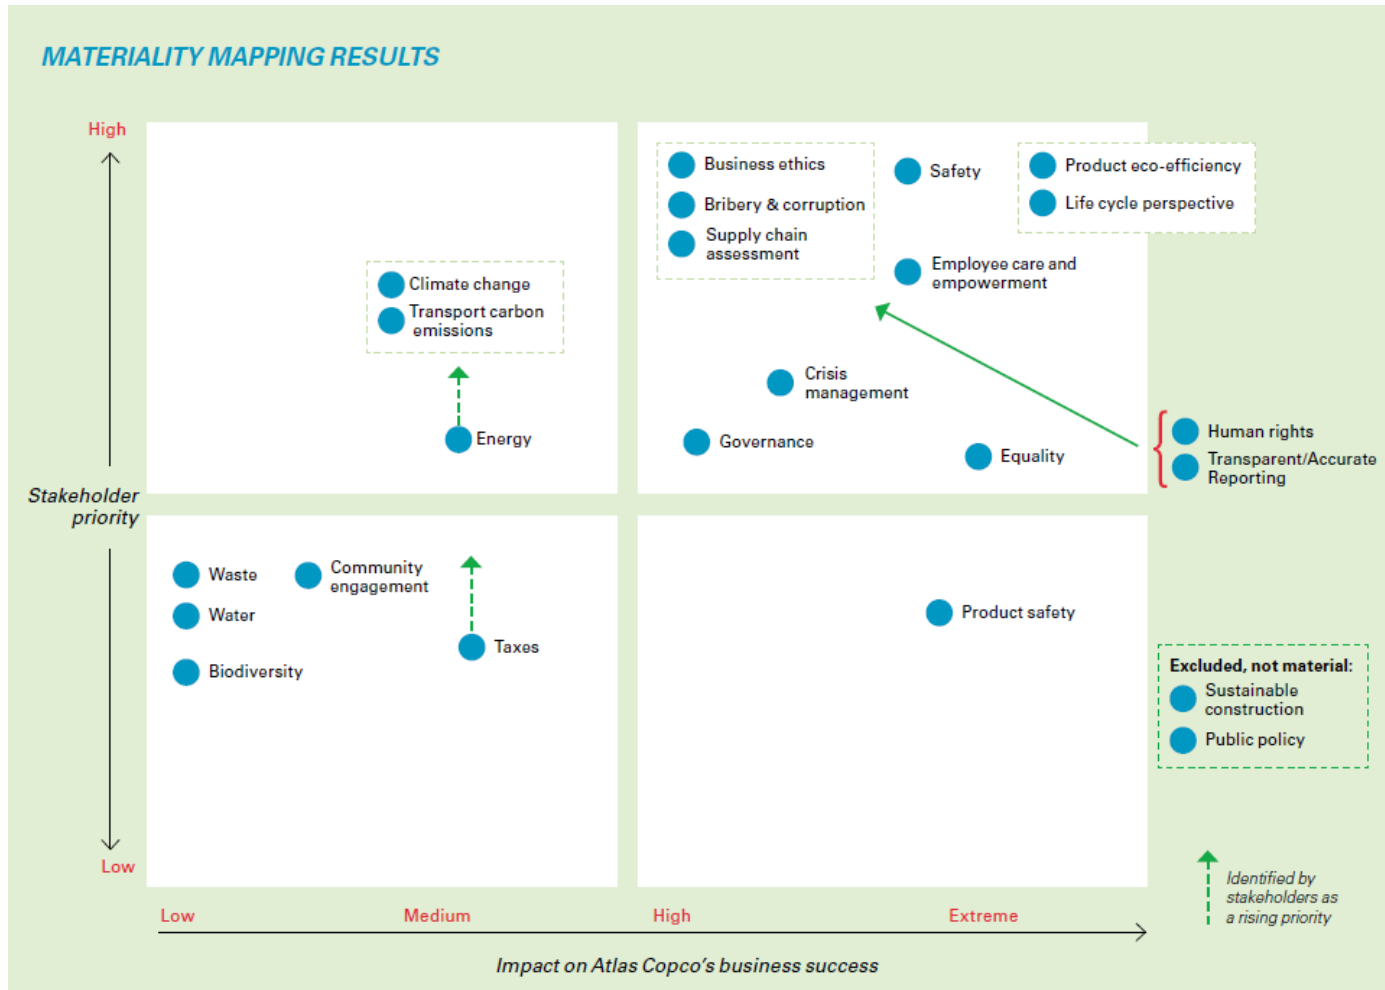 MATERIALITY MAPPING RESULTS
High
Business ethics
Bribery & corruption
Supply chain
assessment
Safety
Product eco-efficiency
Life cycle perspective
Employee care and
empowerment
Climate change
Transport carbon
emissions
Crisis
management
Energy
Governance
Equality
Human rights
Transparent/Accurate
Reporting
Stakeholder
priority
Waste
Community
engagement
Water
Taxes
Biodiversity
Product safety
Excluded, not material:
Sustainable
construction
Public policy
Low
Identified by
stakeholders as
a rising priority
Low
Medium
High
Extreme
Impact on Atlas Copco's business success